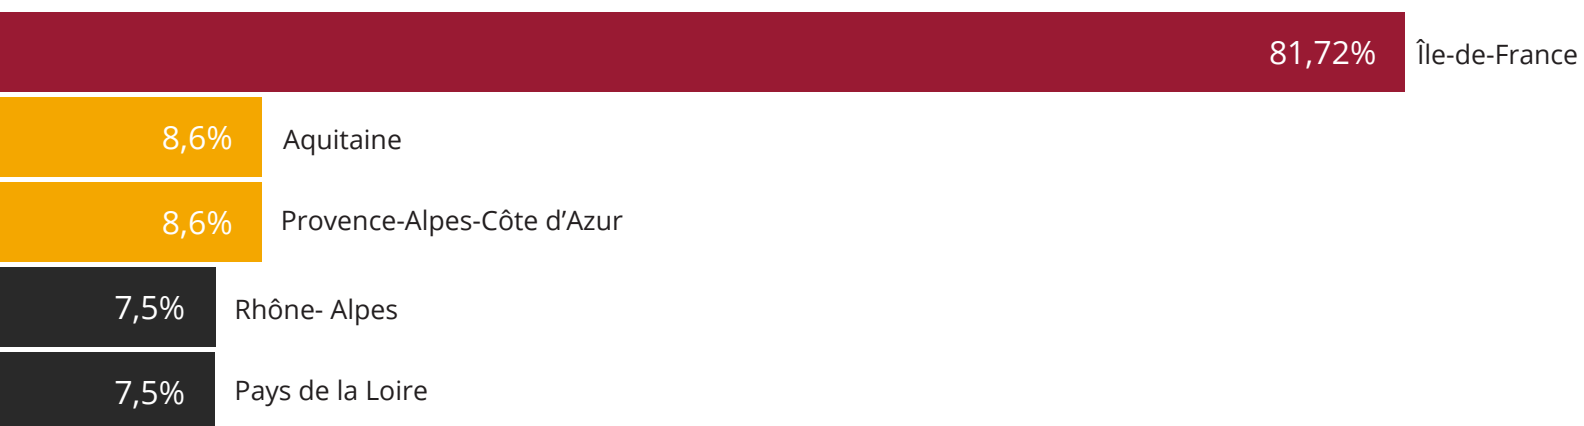 81,72% Île-de-France
8,6% Aquitaine
8,6% Provence-Alpes-Côte d’Azur
7,5% Rhône- Alpes
7,5% Pays de la Loire